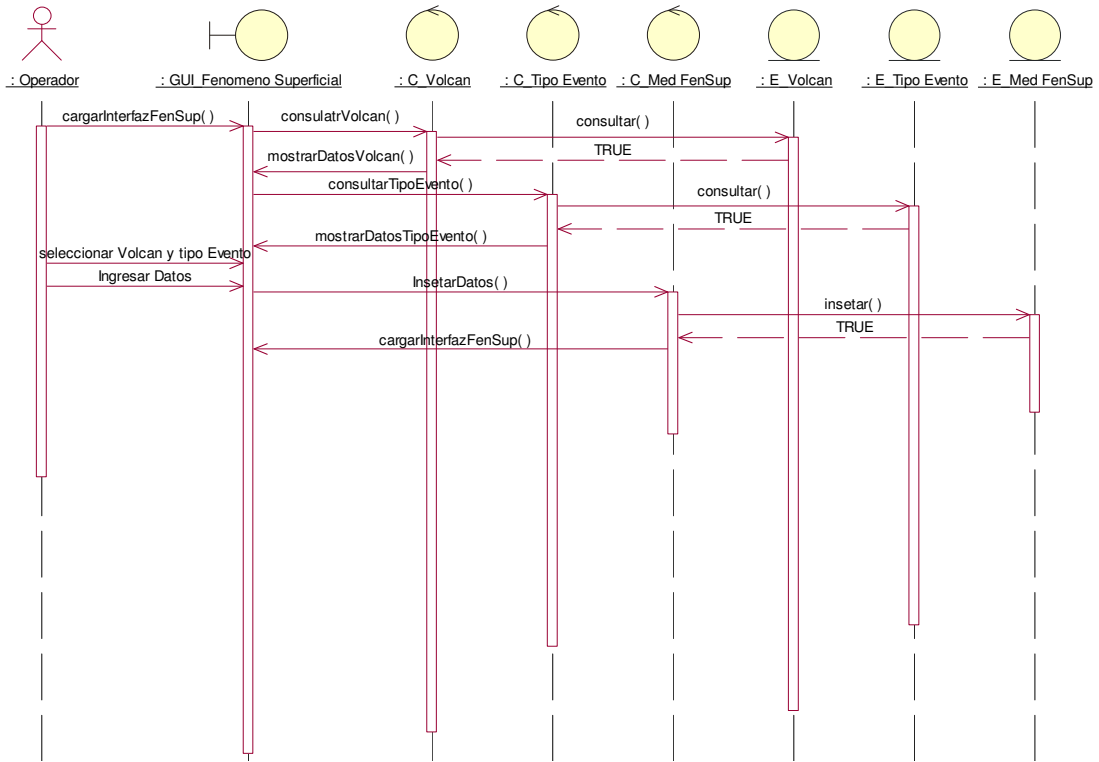 : Operador
: GUI_Fenomeno Superficial
: C_Volcan
: C_Tipo Evento
: C_Med FenSup
: E_Volcan
: E_Tipo Evento
: E_Med FenSup
cargarInterfazFenSup( )
consulatrVolcan( )
consultar( )
TRUE
mostrarDatosVolcan( )
consultarTipoEvento( )
consultar( )
TRUE
mostrarDatosTipoEvento( )
seleccionar Volcan y tipo Evento
Ingresar Datos
InsetarDatos( )
insetar( )
TRUE
cargarInterfazFenSup( )